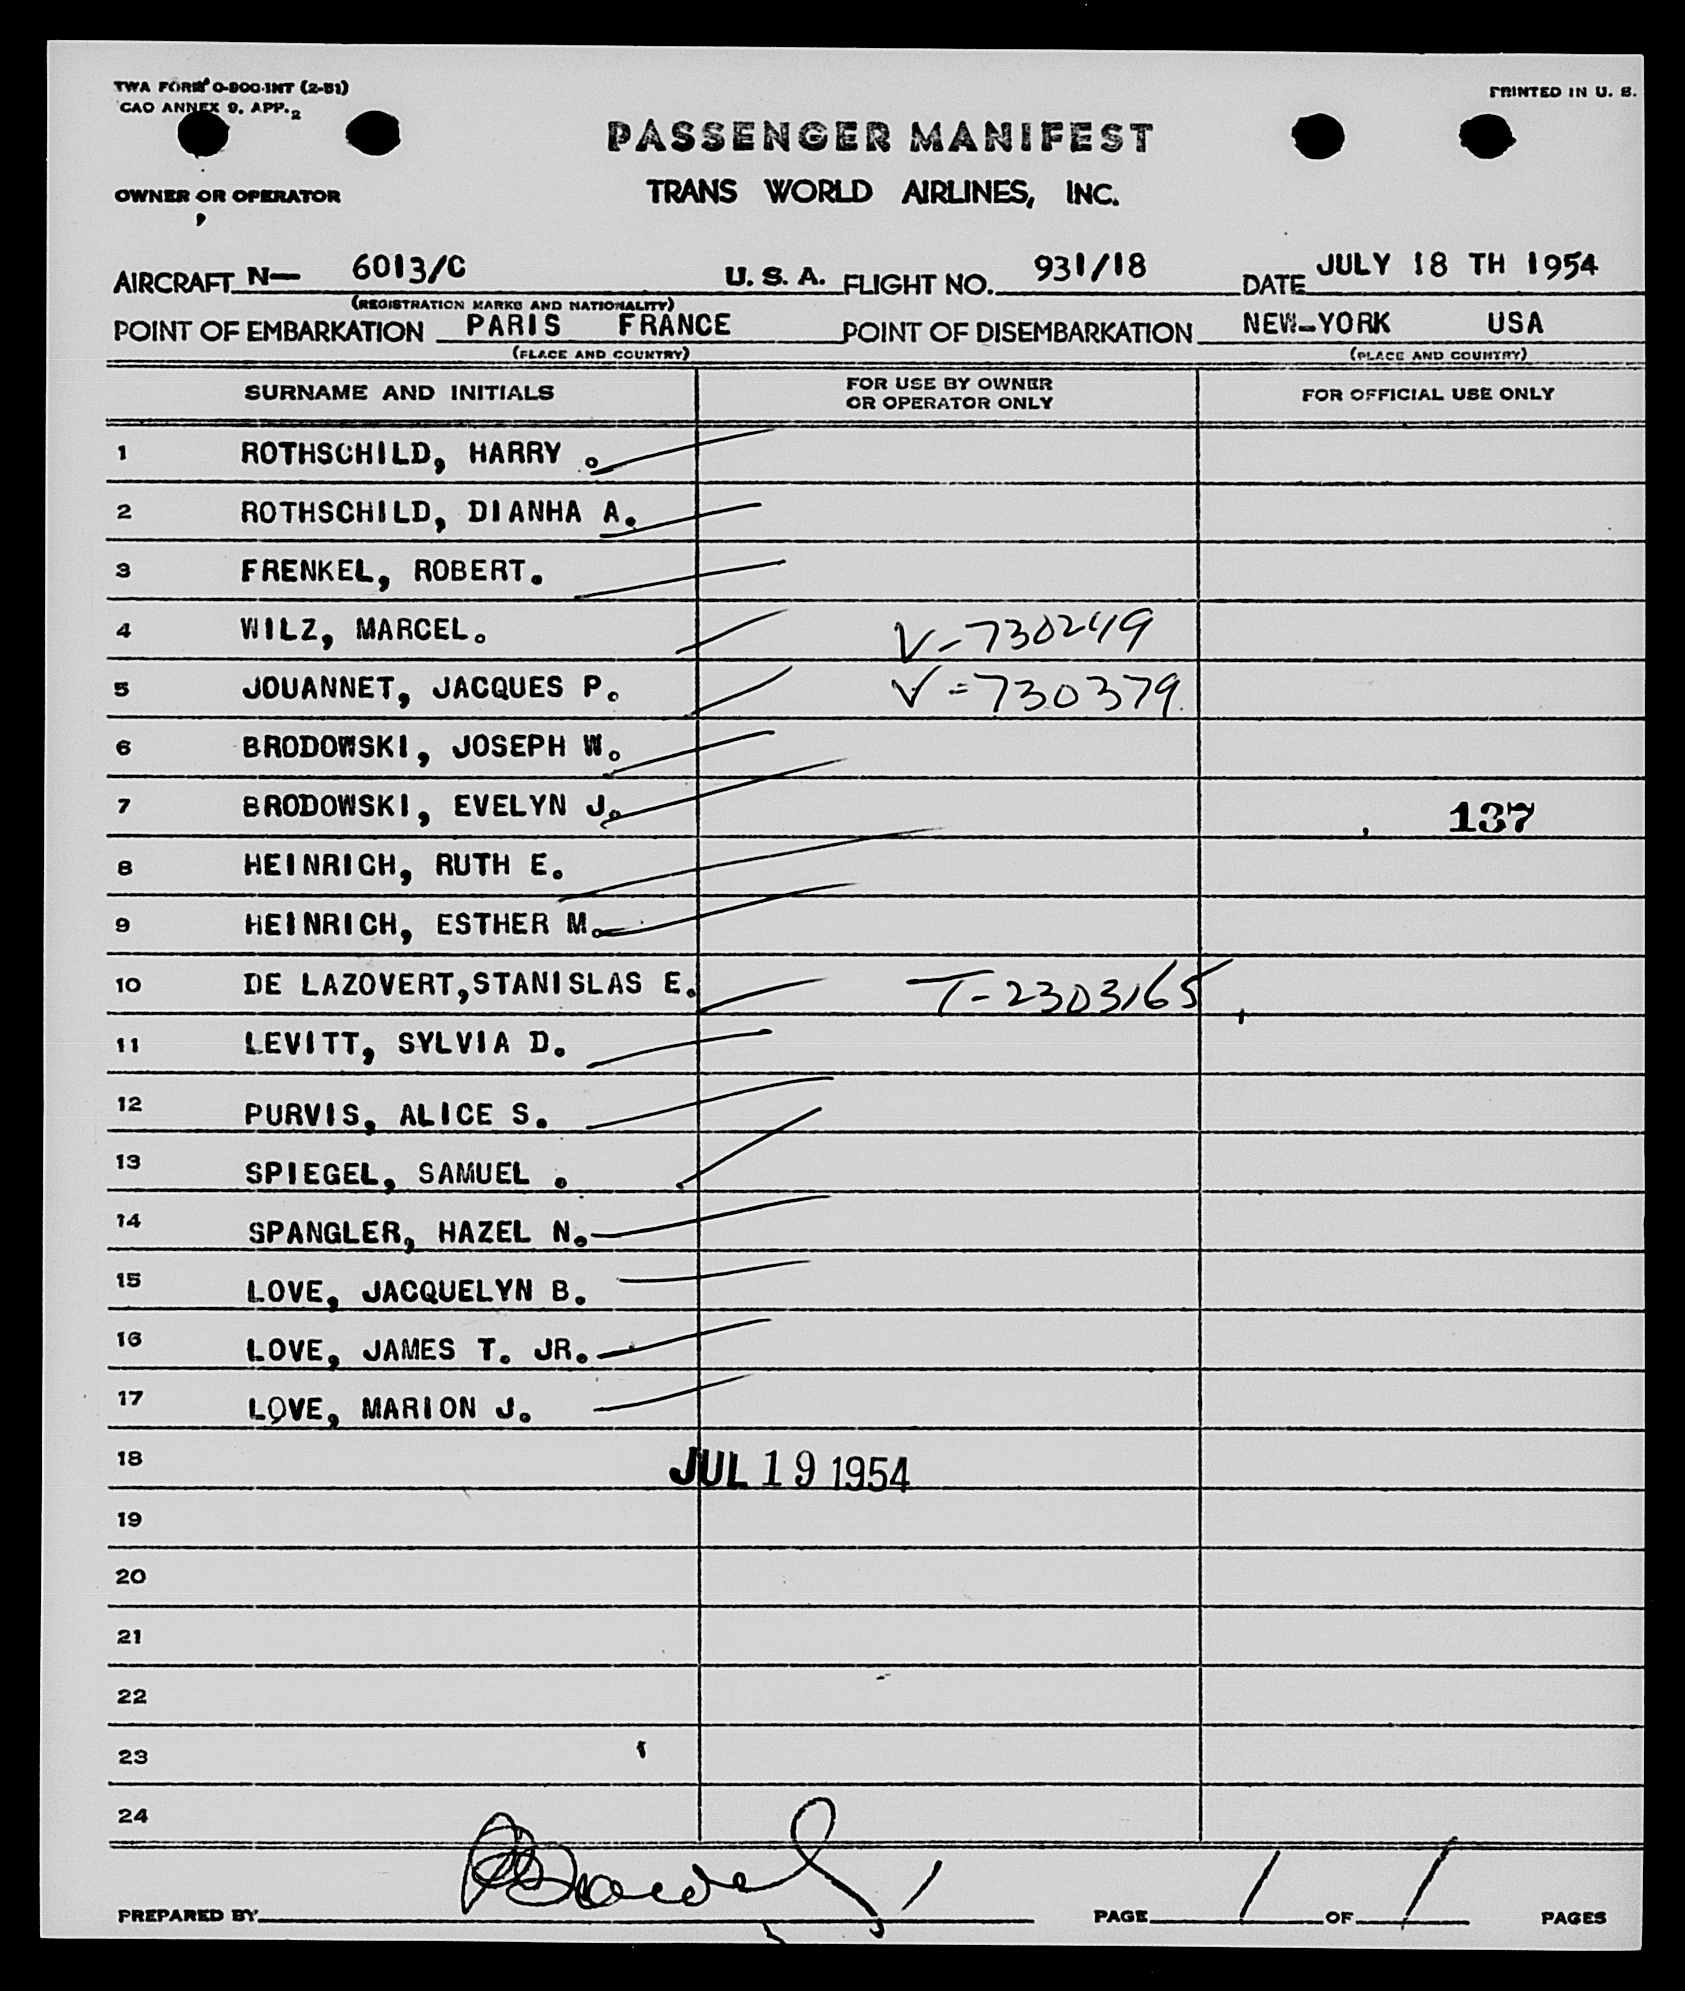 TWA FORM O-900-INT (2-51)
PRINTED IN U. S.
CAO ANNEX 9. APP. 2
PASSENGER MANIFEST
OWNER OR OPERATOR
TRANS WORLD AIRLINES, INC.
AIRCRAFT N— 6013/C U. S. A. FLIGHT NO. 931/18 DATE JULY 18 TH 1954
(REGISTRATION MARKS AND NATIONALITY)
POINT OF EMBARKATION PARIS FRANCE POINT OF DISEMBARKATION NEW-YORK USA
(PLACE AND COUNTRY) (PLACE AND COUNTRY)
SURNAME AND INITIALS FOR USE BY OWNER OR OPERATOR ONLY FOR OFFICIAL USE ONLY
1 ROTHSCHILD, HARRY .
2 ROTHSCHILD, DIANHA A.
3 FRENKEL, ROBERT.
4 WILZ, MARCEL. V-730249
5 JOUANNET, JACQUES P. V=730379.
6 BRODOWSKI, JOSEPH W.
7 BRODOWSKI, EVELYN J. 137
8 HEINRICH, RUTH E.
9 HEINRICH, ESTHER M.
10 DE LAZOVERT,STANISLAS E. T-2303165
11 LEVITT, SYLVIA D.
12 PURVIS, ALICE S.
13 SPIEGEL, SAMUEL .
14 SPANGLER, HAZEL N.
15 LOVE, JACQUELYN B.
16 LOVE, JAMES T. JR.
17 LOVE, MARION J.
18 JUL 19 1954
19
20
21
22
23
24
PREPARED BY PAGE 1 OF 1 PAGES